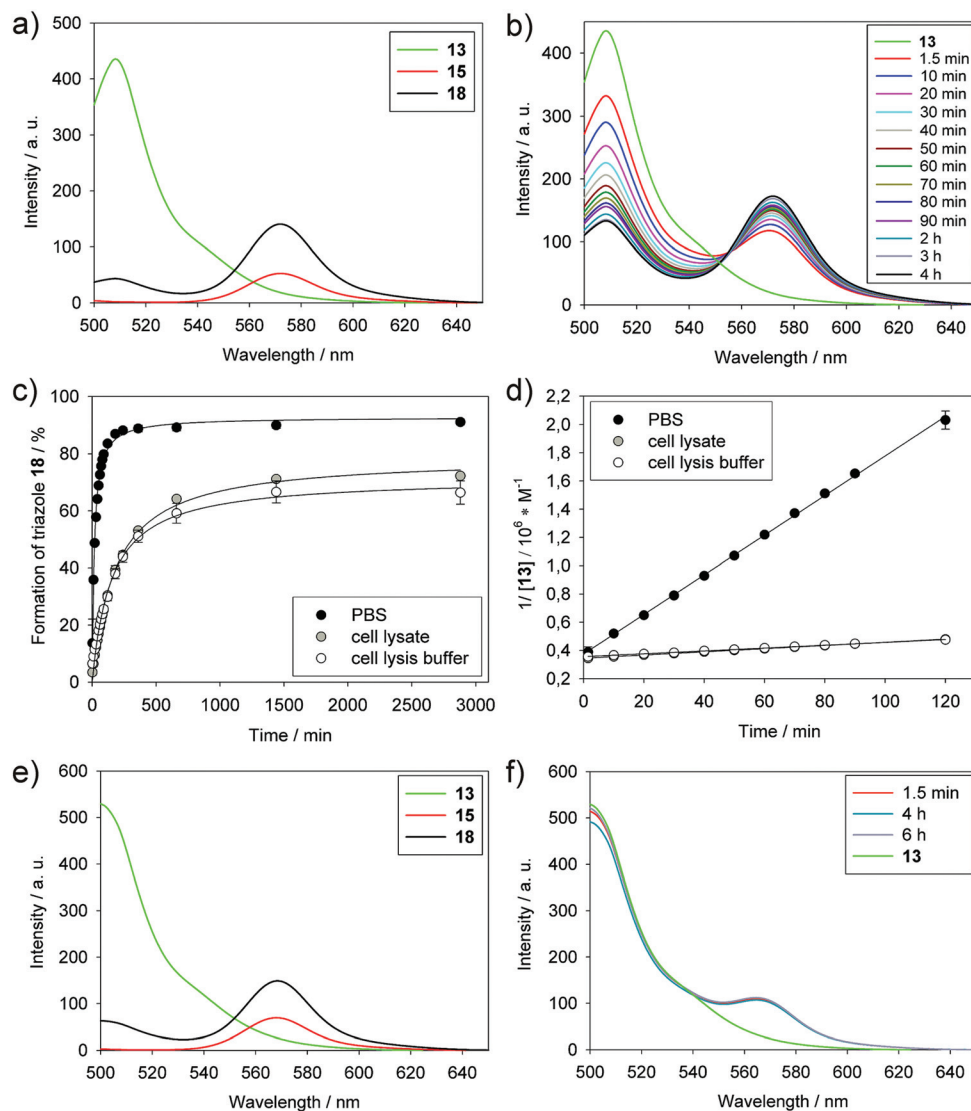 a)
500
400
300
200
100
0
Intensity / a. u.
13
15
18
500 520 540 560 580 600 620 640
Wavelength / nm
b)
400
300
200
100
0
Intensity / a. u.
13
1.5 min
10 min
20 min
30 min
40 min
50 min
60 min
70 min
80 min
90 min
2 h
3 h
4 h
500 520 540 560 580 600 620 640
Wavelength / nm
c)
100
80
60
40
20
0
Formation of triazole 18 / %
PBS
cell lysate
cell lysis buffer
0 500 1000 1500 2000 2500 3000
Time / min
d)
2,2
2,0
1,8
1,6
1,4
1,2
1,0
0,8
0,6
0,4
0,2
1/ [13] / 10⁶ * M⁻¹
PBS
cell lysate
cell lysis buffer
0 20 40 60 80 100 120
Time / min
e)
600
500
400
300
200
100
0
Intensity / a. u.
13
15
18
500 520 540 560 580 600 620 640
Wavelength / nm
f)
600
500
400
300
200
100
0
Intensity / a. u.
1.5 min
4 h
6 h
13
500 520 540 560 580 600 620 640
Wavelength / nm